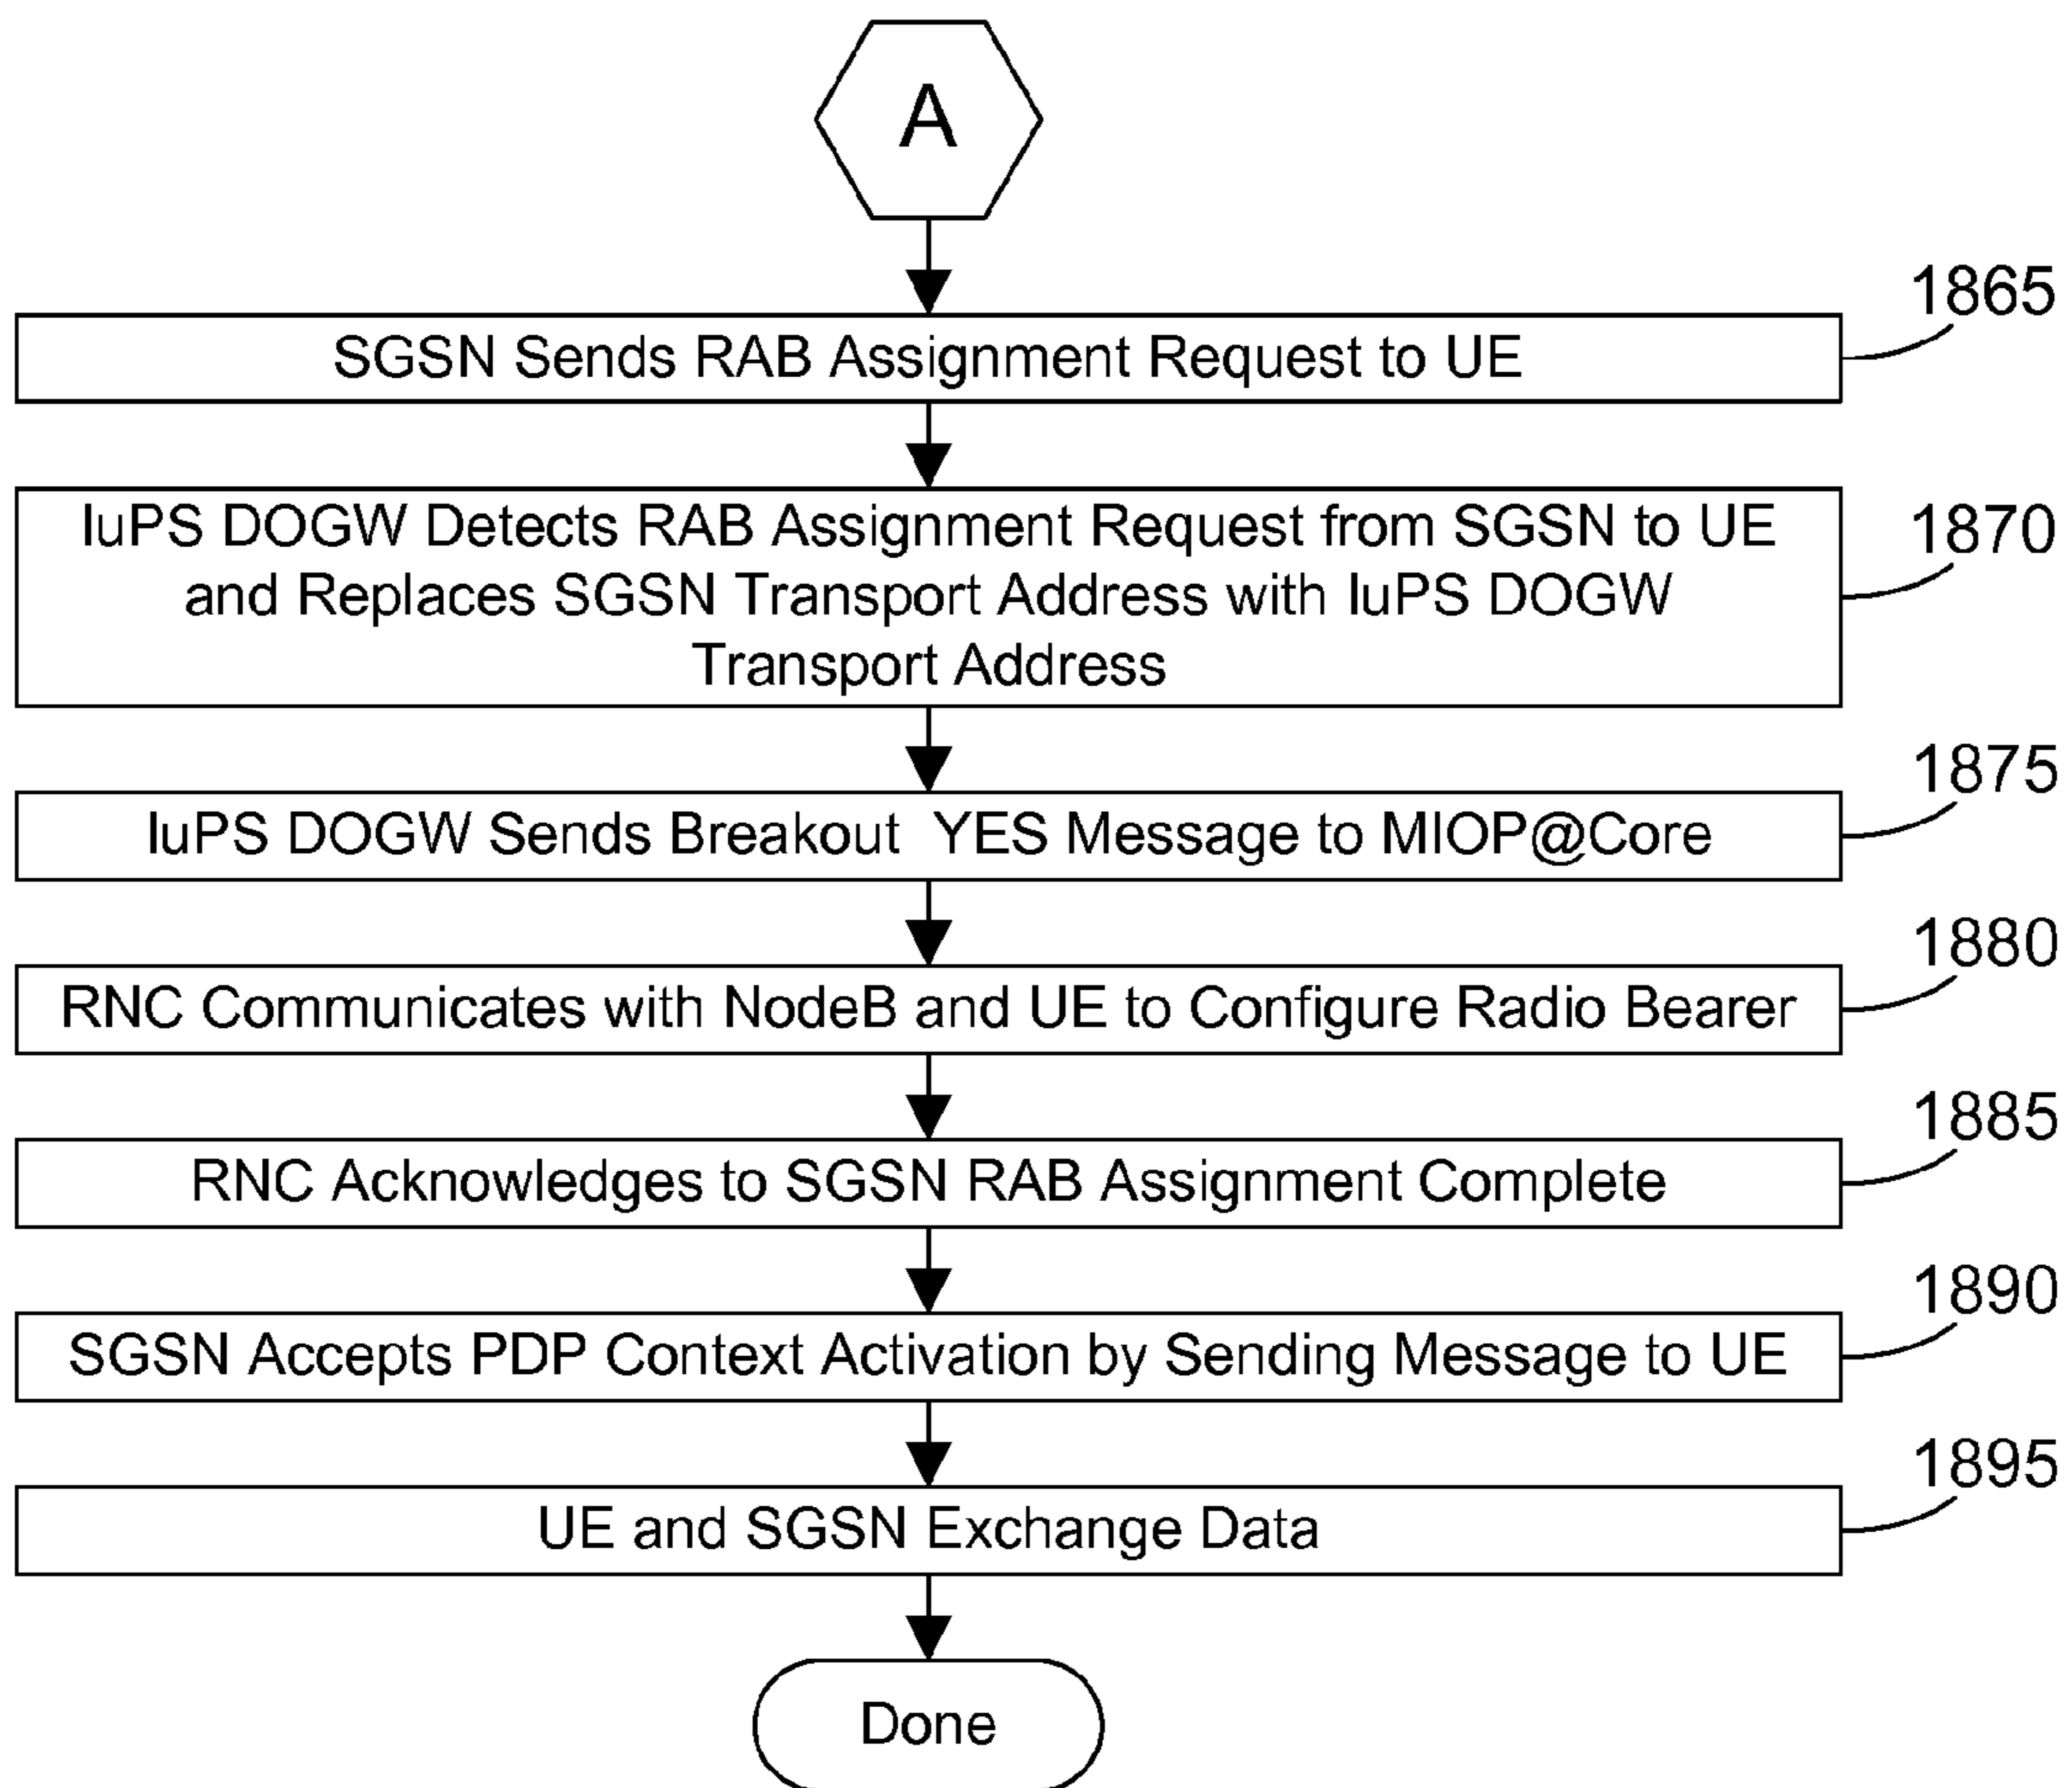 A
1865
SGSN Sends RAB Assignment Request to UE
1870
IuPS DOGW Detects RAB Assignment Request from SGSN to UE
and Replaces SGSN Transport Address with IuPS DOGW
Transport Address
1875
IuPS DOGW Sends Breakout YES Message to MIOP@Core
1880
RNC Communicates with NodeB and UE to Configure Radio Bearer
1885
RNC Acknowledges to SGSN RAB Assignment Complete
1890
SGSN Accepts PDP Context Activation by Sending Message to UE
1895
UE and SGSN Exchange Data
Done